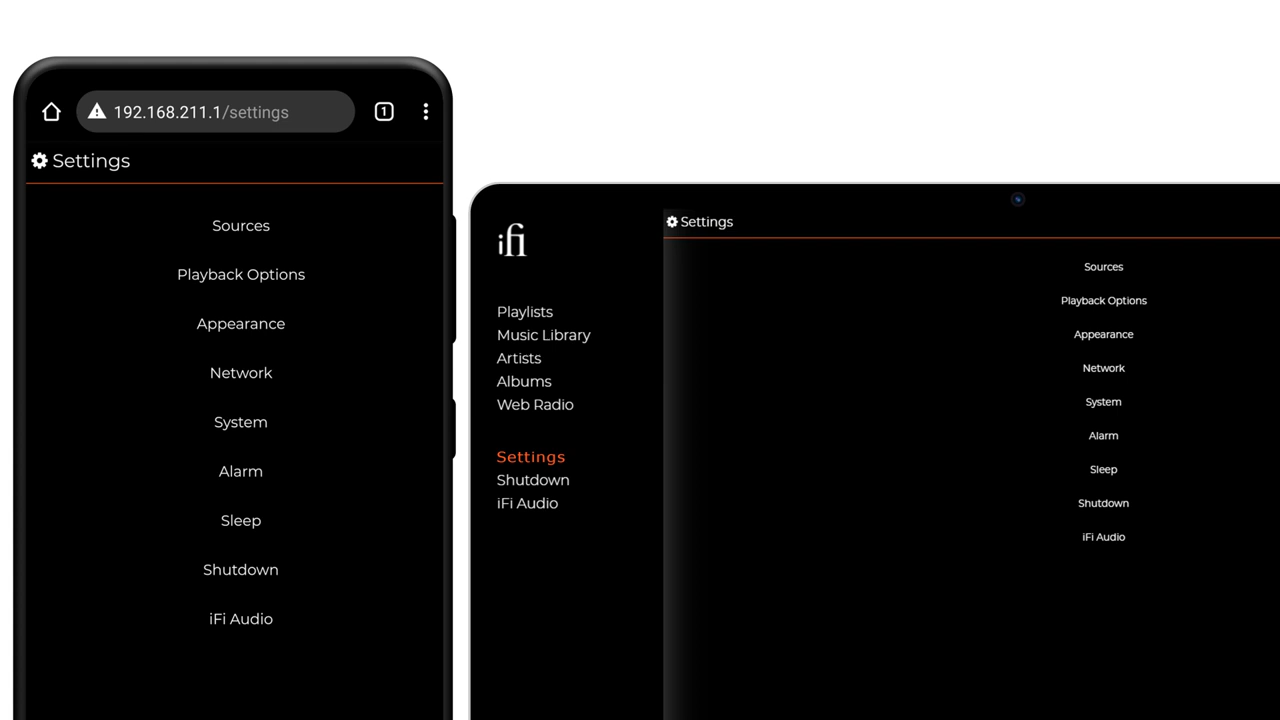 192.168.211.1/settings
1
Settings
Sources
Playback Options
Appearance
Network
System
Alarm
Sleep
Shutdown
iFi Audio
ifi
Playlists
Music Library
Artists
Albums
Web Radio
Settings
Shutdown
iFi Audio
Settings
Sources
Playback Options
Appearance
Network
System
Alarm
Sleep
Shutdown
iFi Audio